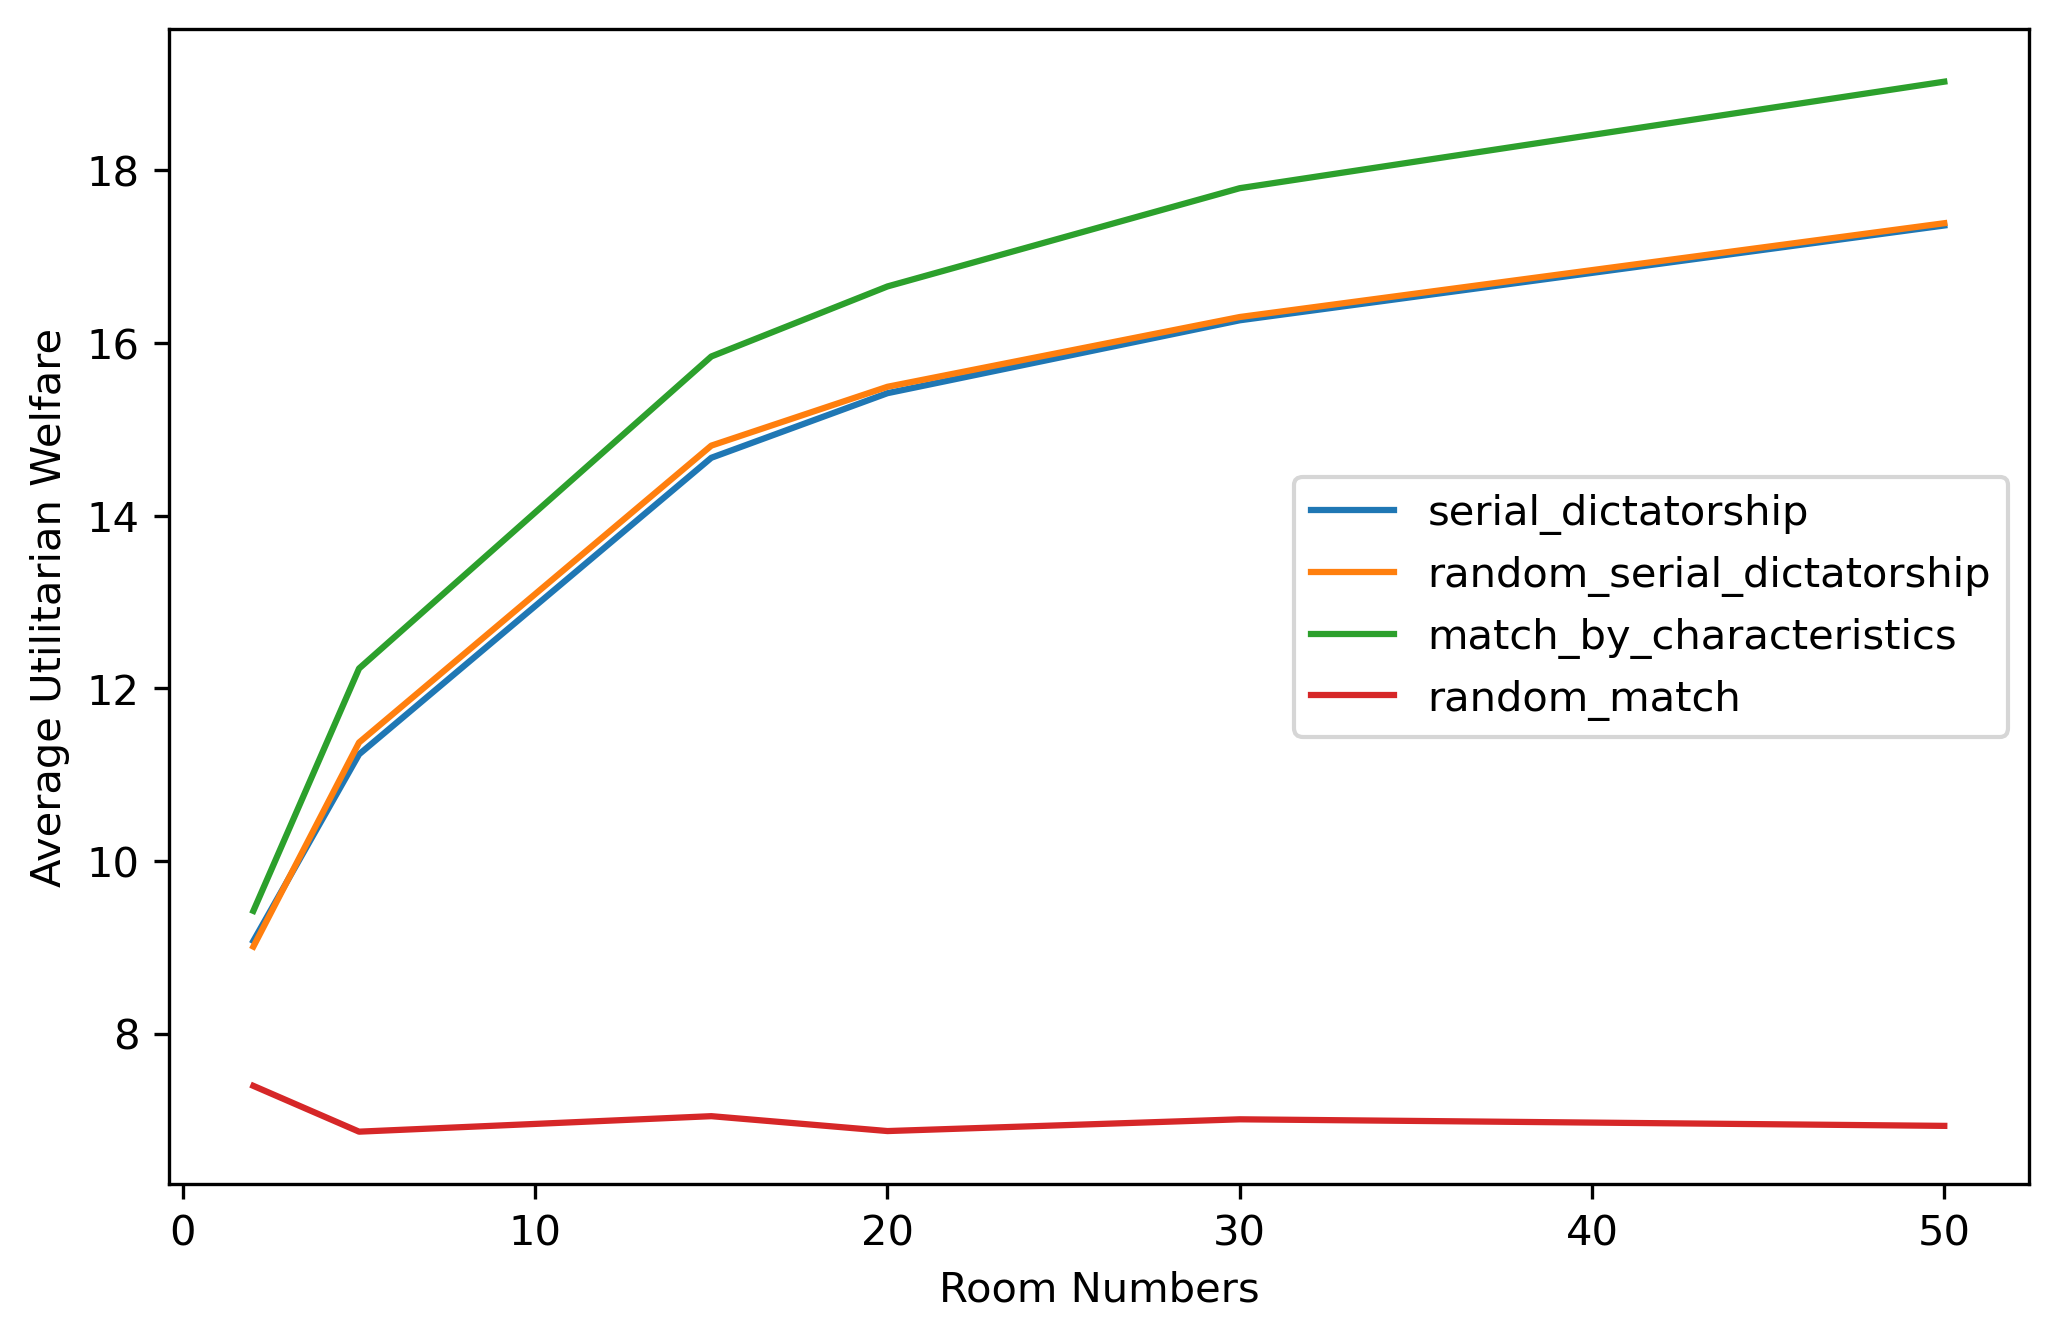 18
16
14
12
10
8
Average Utilitarian Welfare
serial_dictatorship
random_serial_dictatorship
match_by_characteristics
random_match
0 10 20 30 40 50
Room Numbers